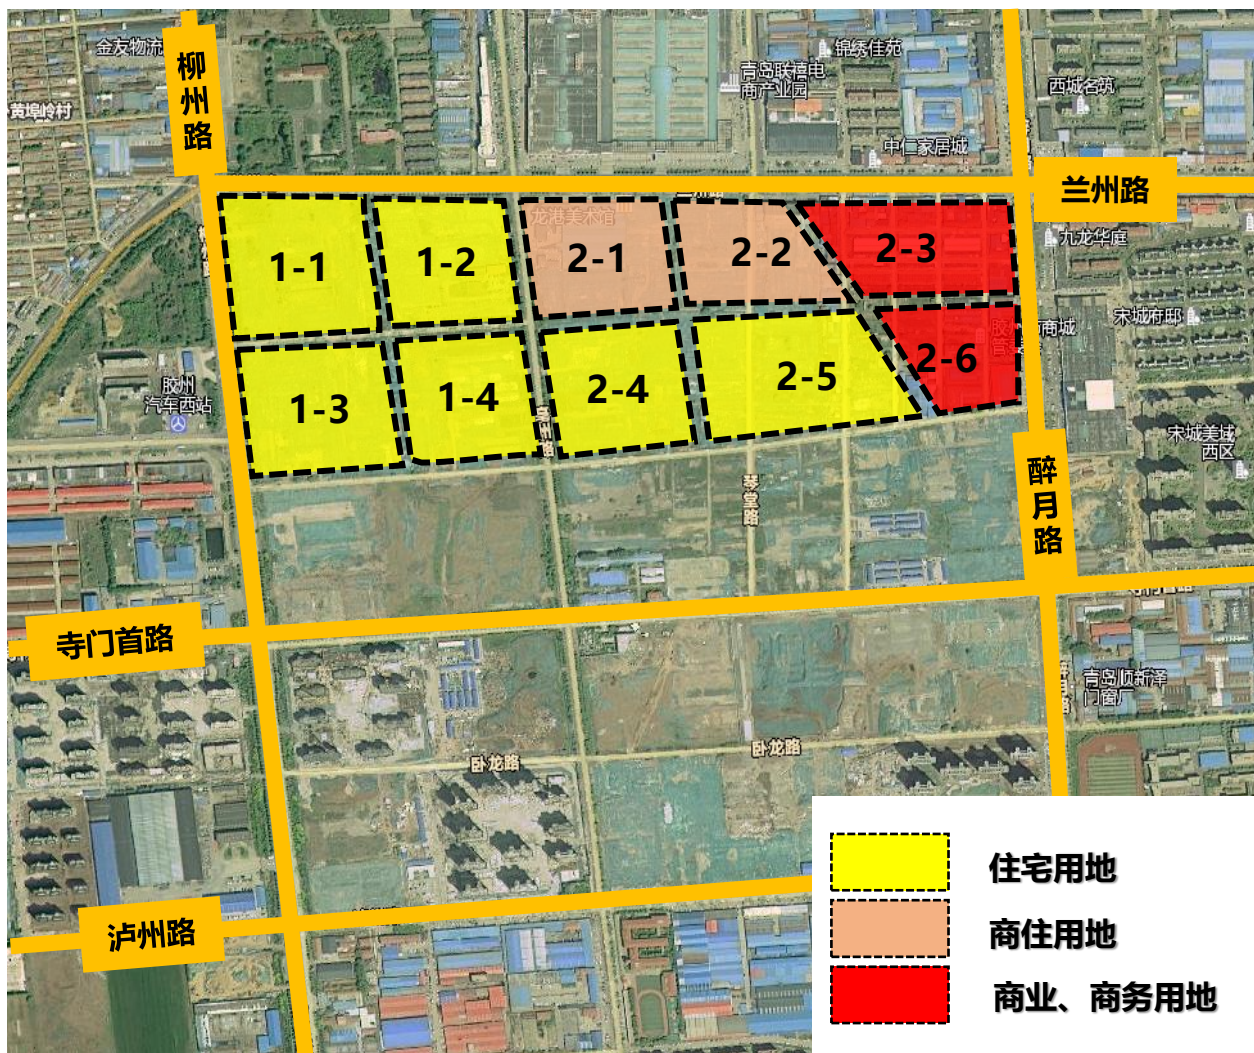 金友物流
柳州路
黄埠岭村
锦绣佳苑
青岛联禧电
商产业园
西城名筑
中仁家居城
兰州路
龙港美术馆
1-1
1-2
2-1
2-2
2-3
九龙华庭
宋城府邸
胶州
汽车西站
1-3
1-4
2-4
2-5
2-6
商城
宋城美域
西区
琴堂路
醉月路
寺门首路
青岛顺新泽
门窗厂
卧龙路
卧龙路
泸州路
住宅用地
商住用地
商业、商务用地